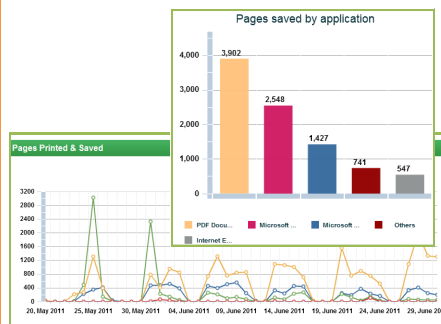 Pages saved by application
4,000
3,000
2,000
1,000
0
3,902
2,548
1,427
741
547
PDF Docu...
Microsoft ...
Microsoft ...
Others
Internet E...
Pages Printed & Saved
3200
2800
2400
2000
1600
1200
800
400
0
20, May 2011
25, May 2011
30, May 2011
04, June 2011
09, June 2011
14, June 2011
19, June 2011
24, June 2011
29, June 20